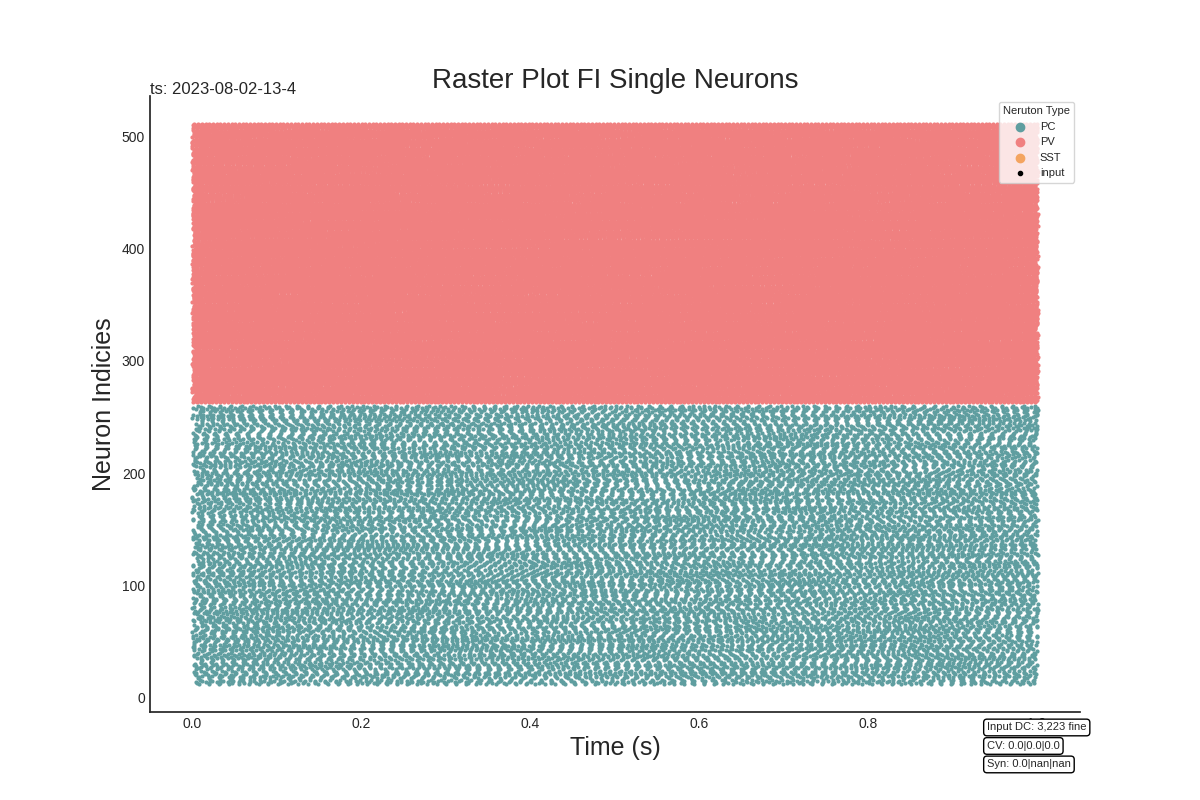 Raster Plot FI Single Neurons
ts: 2023-08-02-13-4
Neruton Type
PC
PV
SST
input
500
400
300
200
100
0
Neuron Indicies
0.0 0.2 0.4 0.6 0.8
Time (s)
Input DC: 3,223 fine
CV: 0.0|0.0|0.0
Syn: 0.0|nan|nan